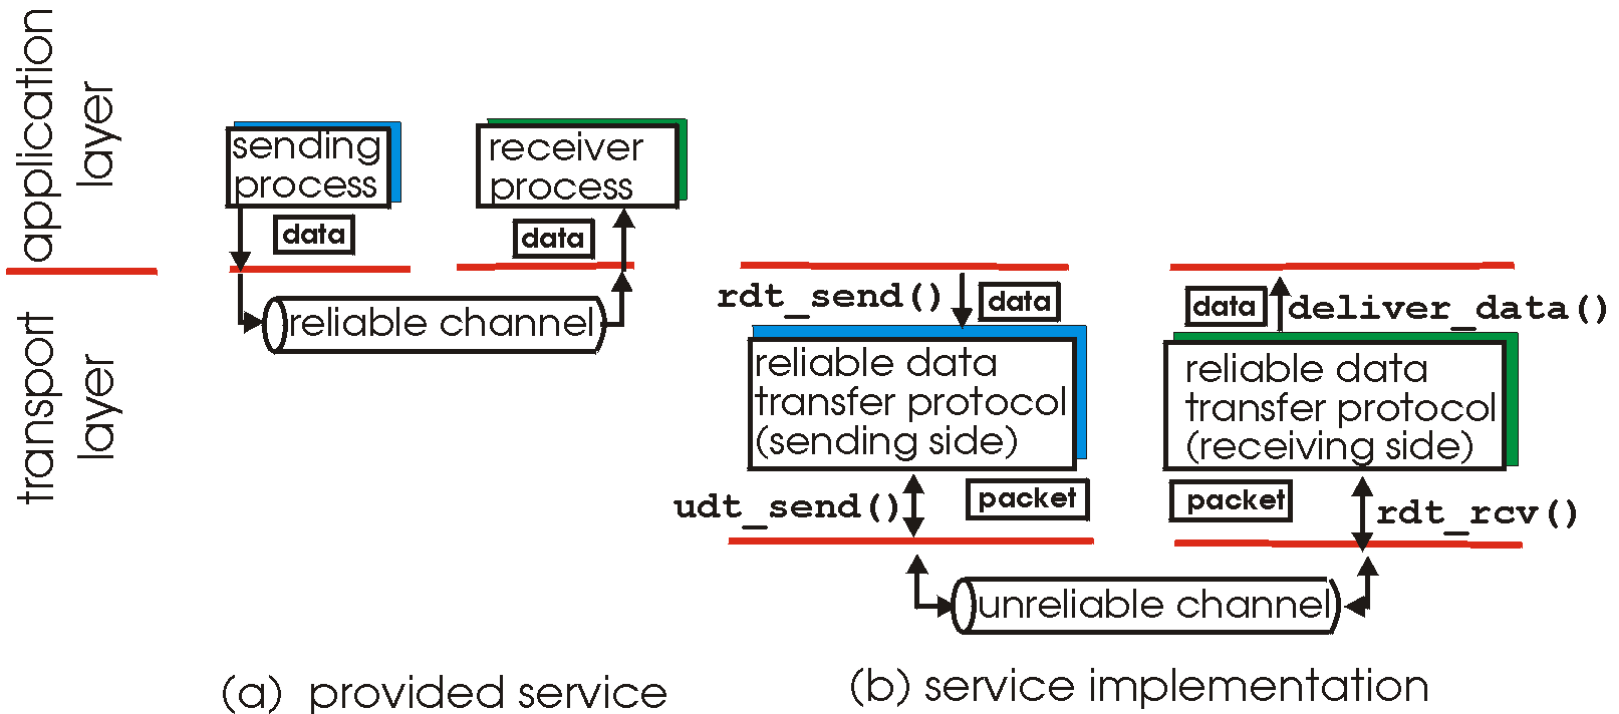 application
layer
transport
layer
sending
process
receiver
process
data
data
reliable channel
rdt_send()
data
data
deliver_data()
reliable data
transfer protocol
(sending side)
reliable data
transfer protocol
(receiving side)
udt_send()
packet
packet
rdt_rcv()
unreliable channel
(a) provided service
(b) service implementation